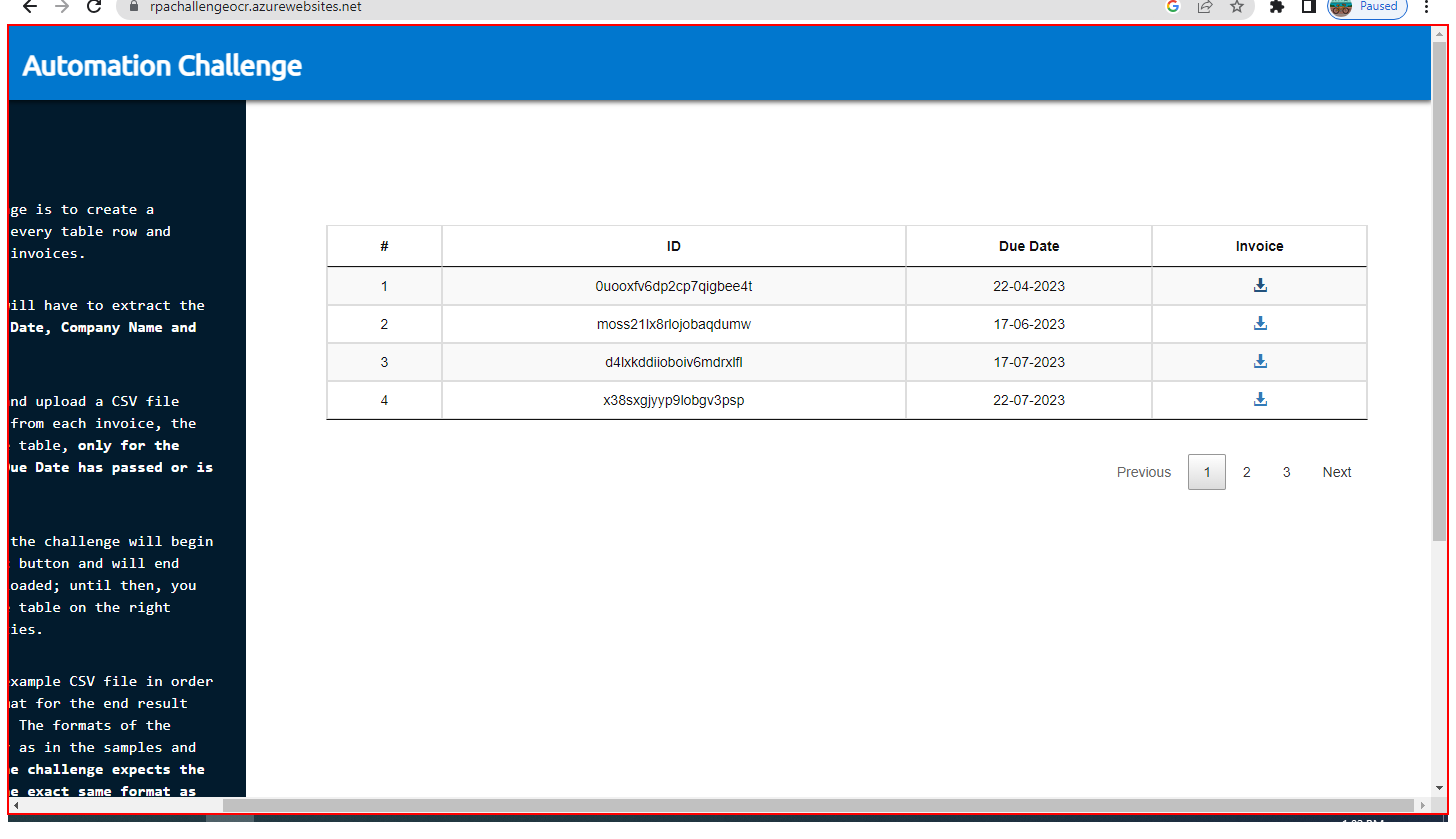 rpachallengeocr.azurewebsites.net
Paused
Automation Challenge
ge is to create a
every table row and
invoices.
ill have to extract the
Date, Company Name and
nd upload a CSV file
from each invoice, the
table, only for the
ue Date has passed or is
the challenge will begin
button and will end
oaded; until then, you
table on the right
ies.
xample CSV file in order
at for the end result
The formats of the
as in the samples and
e challenge expects the
e exact same format as
# ID Due Date Invoice
1 0uooxfv6dp2cp7qigbee4t 22-04-2023
2 moss21lx8rlojobaqdumw 17-06-2023
3 d4lxkddiioboiv6mdrxlfl 17-07-2023
4 x38sxgjyyp9lobgv3psp 22-07-2023
Previous 1 2 3 Next